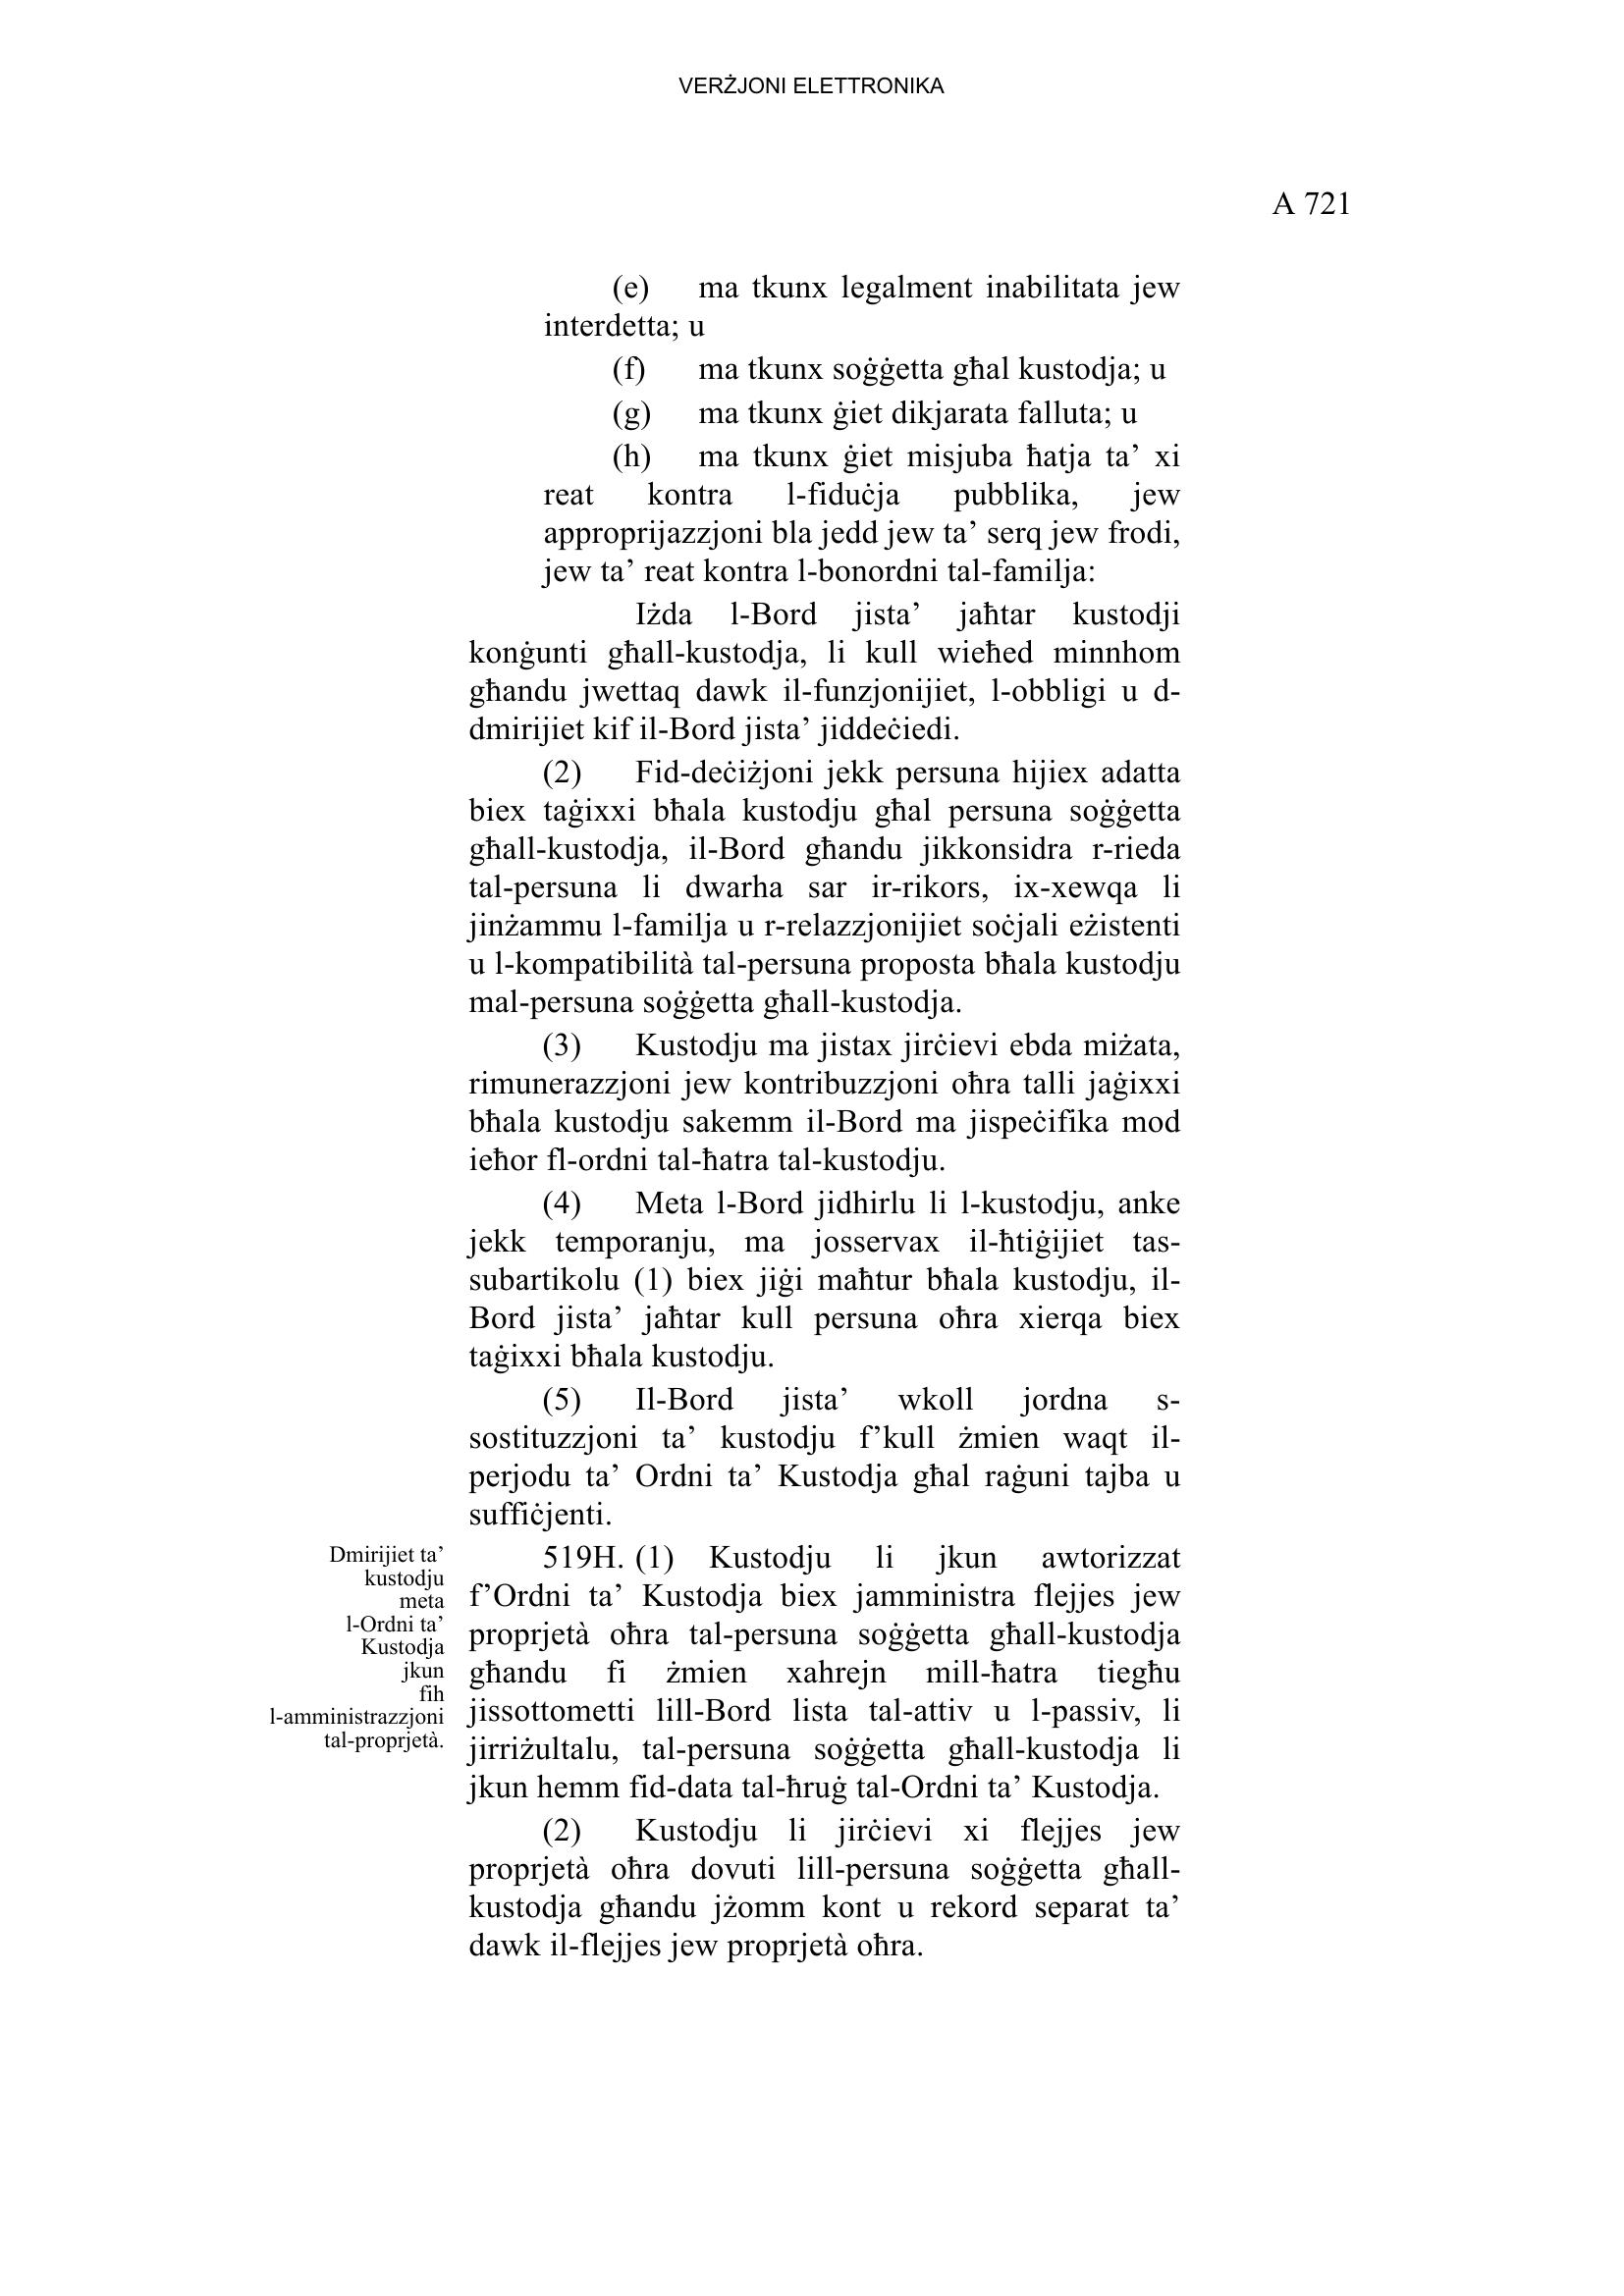 VERŻJONI ELETTRONIKA
A 721
(e) ma tkunx legalment inabilitata jew
interdetta; u
(f) ma tkunx soġġetta għal kustodja; u
(g) ma tkunx ġiet dikjarata falluta; u
(h) ma tkunx ġiet misjuba ħatja ta’ xi
reat kontra l-fiduċja pubblika, jew
approprijazzjoni bla jedd jew ta’ serq jew frodi,
jew ta’ reat kontra l-bonordni tal-familja:
Iżda l-Bord jista’ jaħtar kustodji
konġunti għall-kustodja, li kull wieħed minnhom
għandu jwettaq dawk il-funzjonijiet, l-obbligi u d-
dmirijiet kif il-Bord jista’ jiddeċiedi.
(2) Fid-deċiżjoni jekk persuna hijiex adatta
biex taġixxi bħala kustodju għal persuna soġġetta
għall-kustodja, il-Bord għandu jikkonsidra r-rieda
tal-persuna li dwarha sar ir-rikors, ix-xewqa li
jinżammu l-familja u r-relazzjonijiet soċjali eżistenti
u l-kompatibilità tal-persuna proposta bħala kustodju
mal-persuna soġġetta għall-kustodja.
(3) Kustodju ma jistax jirċievi ebda miżata,
rimunerazzjoni jew kontribuzzjoni oħra talli jaġixxi
bħala kustodju sakemm il-Bord ma jispeċifika mod
ieħor fl-ordni tal-ħatra tal-kustodju.
(4) Meta l-Bord jidhirlu li l-kustodju, anke
jekk temporanju, ma josservax il-ħtiġijiet tas-
subartikolu (1) biex jiġi maħtur bħala kustodju, il-
Bord jista’ jaħtar kull persuna oħra xierqa biex
taġixxi bħala kustodju.
(5) Il-Bord jista’ wkoll jordna s-
sostituzzjoni ta’ kustodju f’kull żmien waqt il-
perjodu ta’ Ordni ta’ Kustodja għal raġuni tajba u
suffiċjenti.
Dmirijiet ta’
kustodju
meta
l-Ordni ta’
Kustodja
jkun
fih
l-amministrazzjoni
tal-proprjetà.
519H. (1) Kustodju li jkun awtorizzat
f’Ordni ta’ Kustodja biex jamministra flejjes jew
proprjetà oħra tal-persuna soġġetta għall-kustodja
għandu fi żmien xahrejn mill-ħatra tiegħu
jissottometti lill-Bord lista tal-attiv u l-passiv, li
jirriżultalu, tal-persuna soġġetta għall-kustodja li
jkun hemm fid-data tal-ħruġ tal-Ordni ta’ Kustodja.
(2) Kustodju li jirċievi xi flejjes jew
proprjetà oħra dovuti lill-persuna soġġetta għall-
kustodja għandu jżomm kont u rekord separat ta’
dawk il-flejjes jew proprjetà oħra.